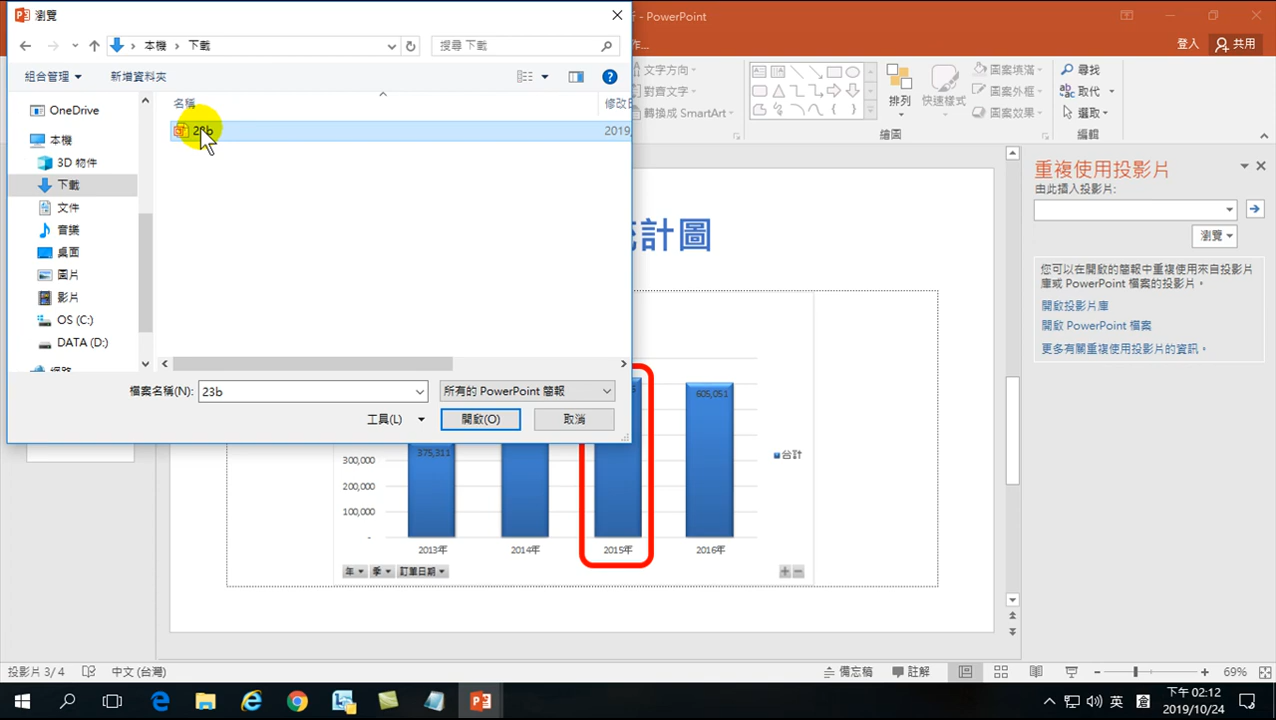 瀏覽
- PowerPoint
本機 下載
搜尋 下載
登入
共用
組合管理
新增資料夾
文字方向
對齊文字
轉換成 SmartArt
排列
快速樣式
圖案填滿
圖案外框
圖案效果
繪圖
尋找
取代
選取
編輯
OneDrive
本機
3D 物件
下載
文件
音樂
桌面
圖片
影片
OS (C:)
DATA (D:)
名稱
修改日
23b
2019,
檔案名稱(N):
23b
所有的 PowerPoint 簡報
工具(L)
開啟(O)
取消
計圖
605,051
375,311
300,000
200,000
100,000
-
台計
2013年
2014年
2015年
2016年
年
季
訂單日期
重複使用投影片
由此插入投影片:
瀏覽
您可以在開啟的簡報中重複使用來自投影片
庫或 PowerPoint 檔案的投影片。
開啟投影片庫
開啟 PowerPoint 檔案
更多有關重複使用投影片的資訊。
投影片 3/4
中文 (台灣)
備忘稿
註解
69%
英
下午 02:12
2019/10/24